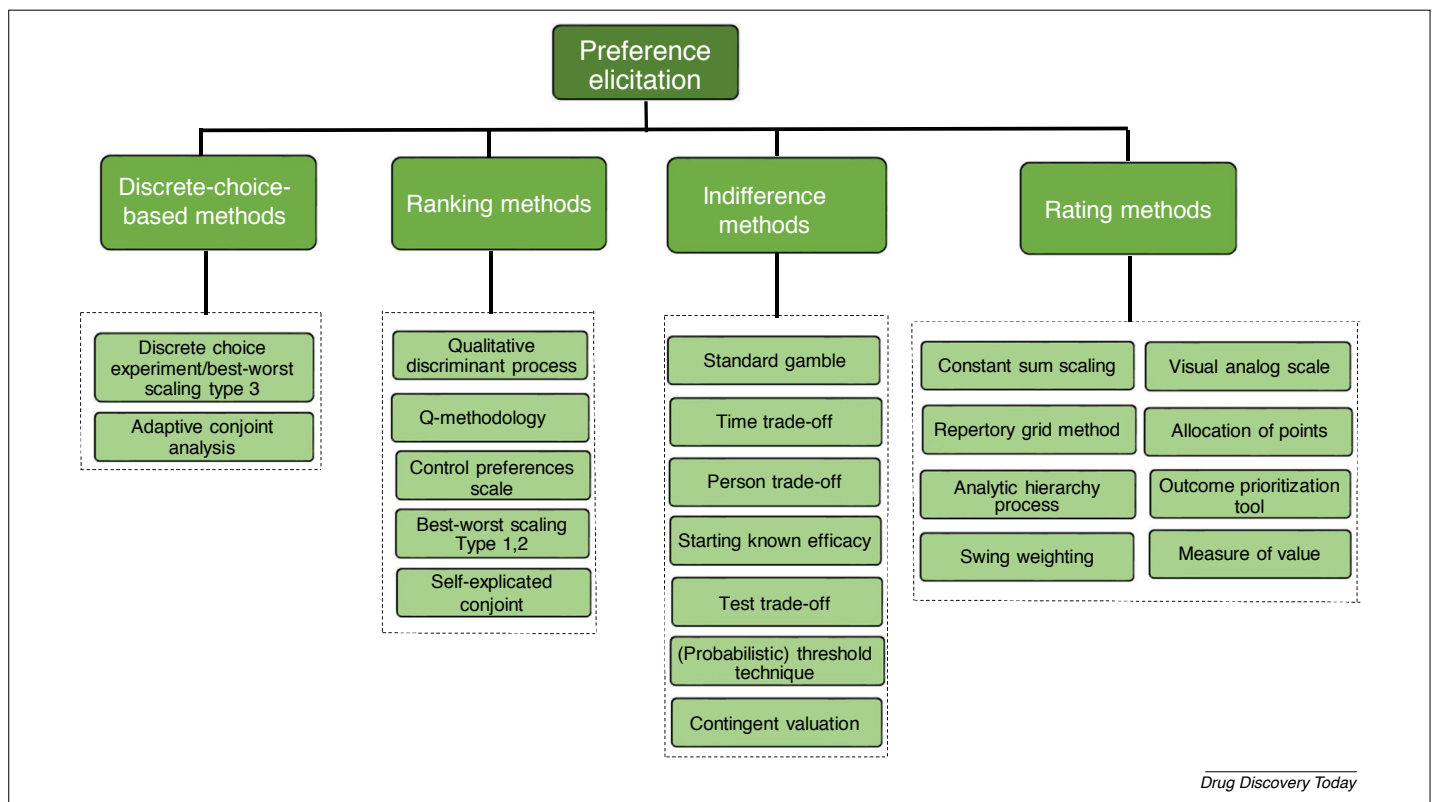 Preference
elicitation
Discrete-choice-
based methods
Ranking methods
Indifference
methods
Rating methods
Discrete choice
experiment/best-worst
scaling type 3
Adaptive conjoint
analysis
Qualitative
discriminant process
Q-methodology
Control preferences
scale
Best-worst scaling
Type 1,2
Self-explicated
conjoint
Standard gamble
Time trade-off
Person trade-off
Starting known efficacy
Test trade-off
(Probabilistic) threshold
technique
Contingent valuation
Constant sum scaling
Visual analog scale
Repertory grid method
Allocation of points
Analytic hierarchy
process
Outcome prioritization
tool
Swing weighting
Measure of value
Drug Discovery Today